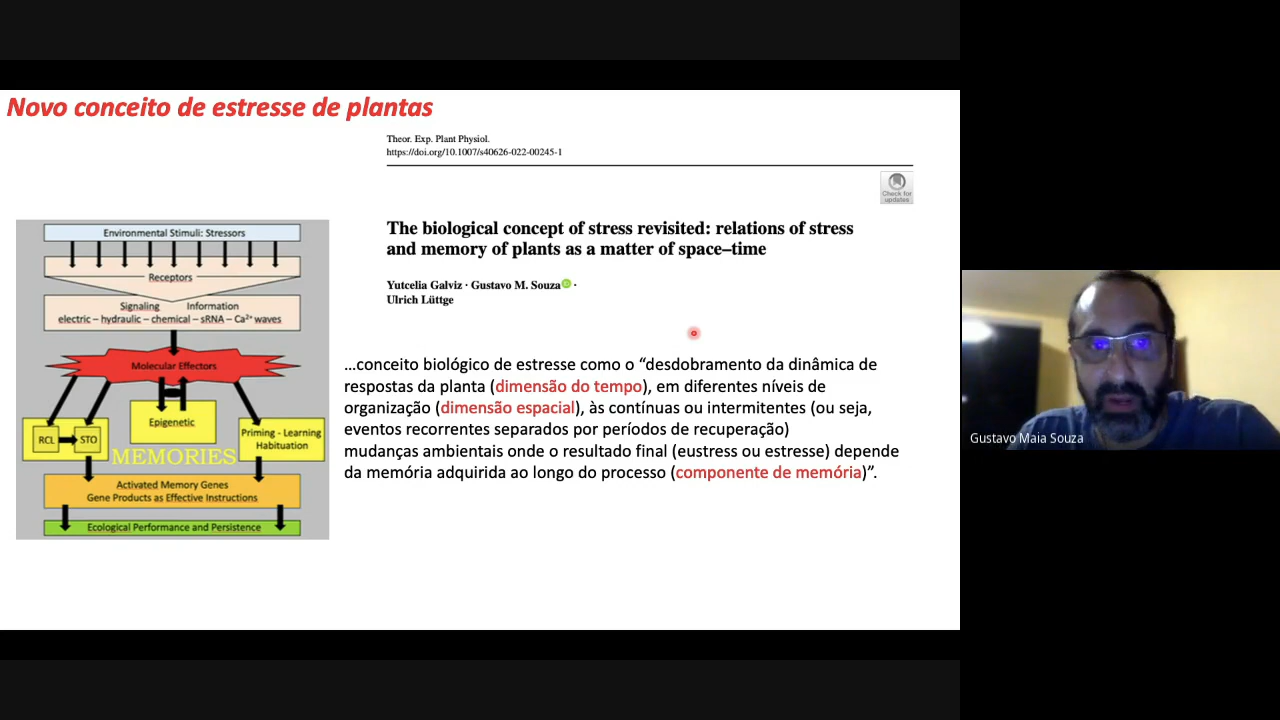 Novo conceito de estresse de plantas
Theor. Exp. Plant Physiol.
https://doi.org/10.1007/s40626-022-00245-1
Check for
updates
The biological concept of stress revisited: relations of stress
and memory of plants as a matter of space–time
Yutcelia Galviz · Gustavo M. Souza ·
Ulrich Lüttge
Environmental Stimuli: Stressors
Receptors
Signaling Information
electric – hydraulic – chemical – sRNA – Ca²⁺ waves
Molecular Effectors
Epigenetic
RCL
STO
Priming - Learning
Habituation
MEMORIES
Activated Memory Genes
Gene Products as Effective Instructions
Ecological Performance and Persistence
...conceito biológico de estresse como o “desdobramento da dinâmica de
respostas da planta (dimensão do tempo), em diferentes níveis de
organização (dimensão espacial), às contínuas ou intermitentes (ou seja,
eventos recorrentes separados por períodos de recuperação)
mudanças ambientais onde o resultado final (eustress ou estresse) depende
da memória adquirida ao longo do processo (componente de memória)”.
Gustavo Maia Souza